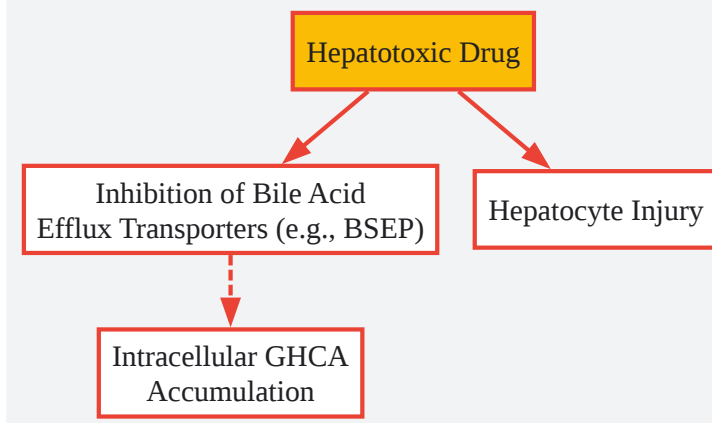 Hepatotoxic Drug
Inhibition of Bile Acid
Efflux Transporters (e.g., BSEP)
Hepatocyte Injury
Intracellular GHCA
Accumulation